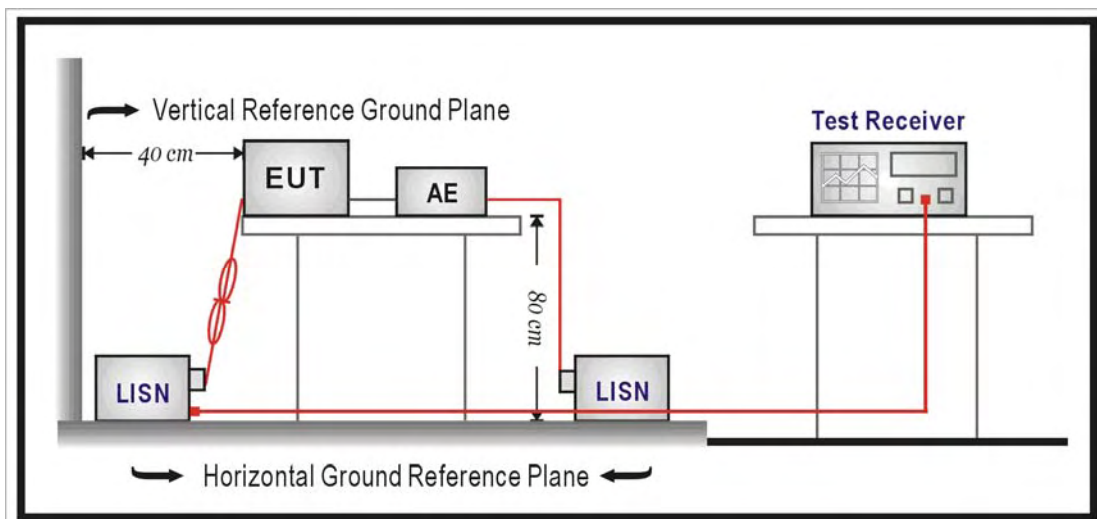 Vertical Reference Ground Plane
Test Receiver
40 cm
EUT
AE
80 cm
LISN
LISN
Horizontal Ground Reference Plane